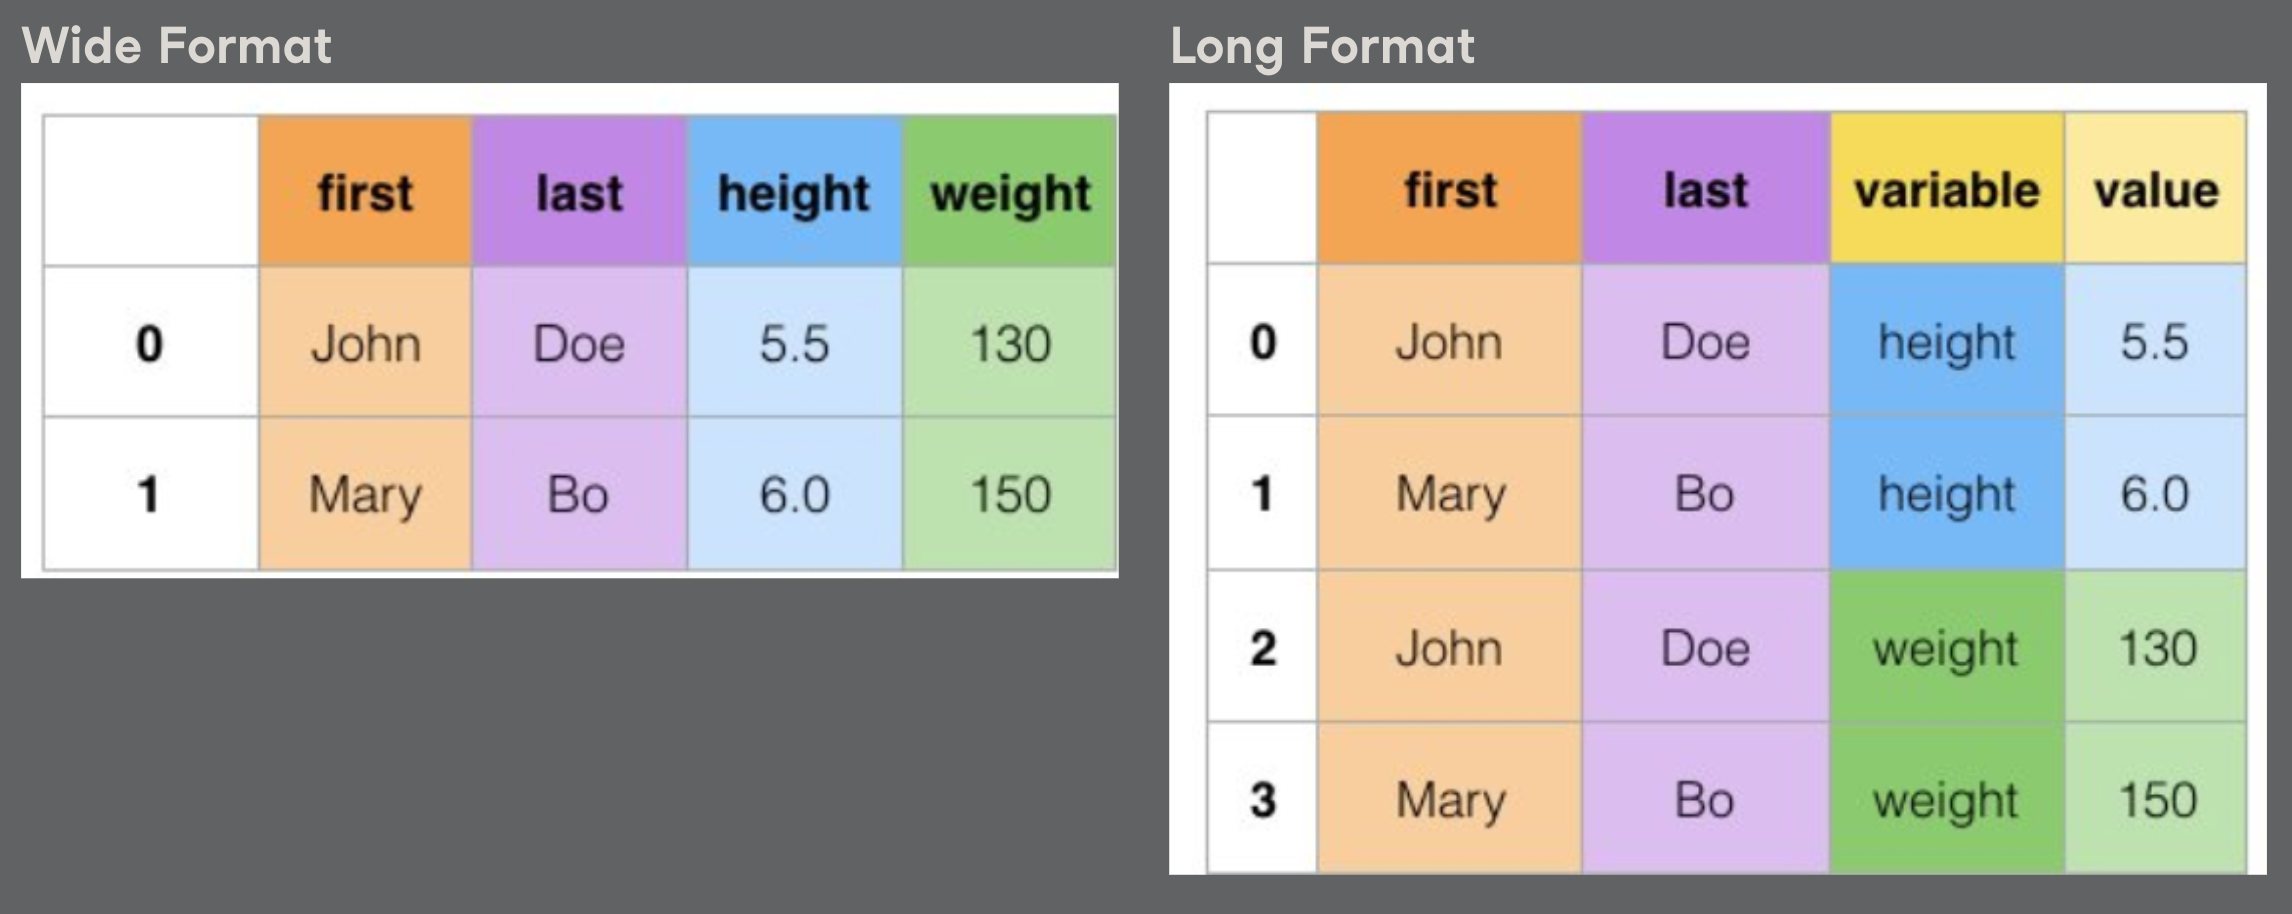 Wide Format
first last height weight
0 John Doe 5.5 130
1 Mary Bo 6.0 150
Long Format
first last variable value
0 John Doe height 5.5
1 Mary Bo height 6.0
2 John Doe weight 130
3 Mary Bo weight 150